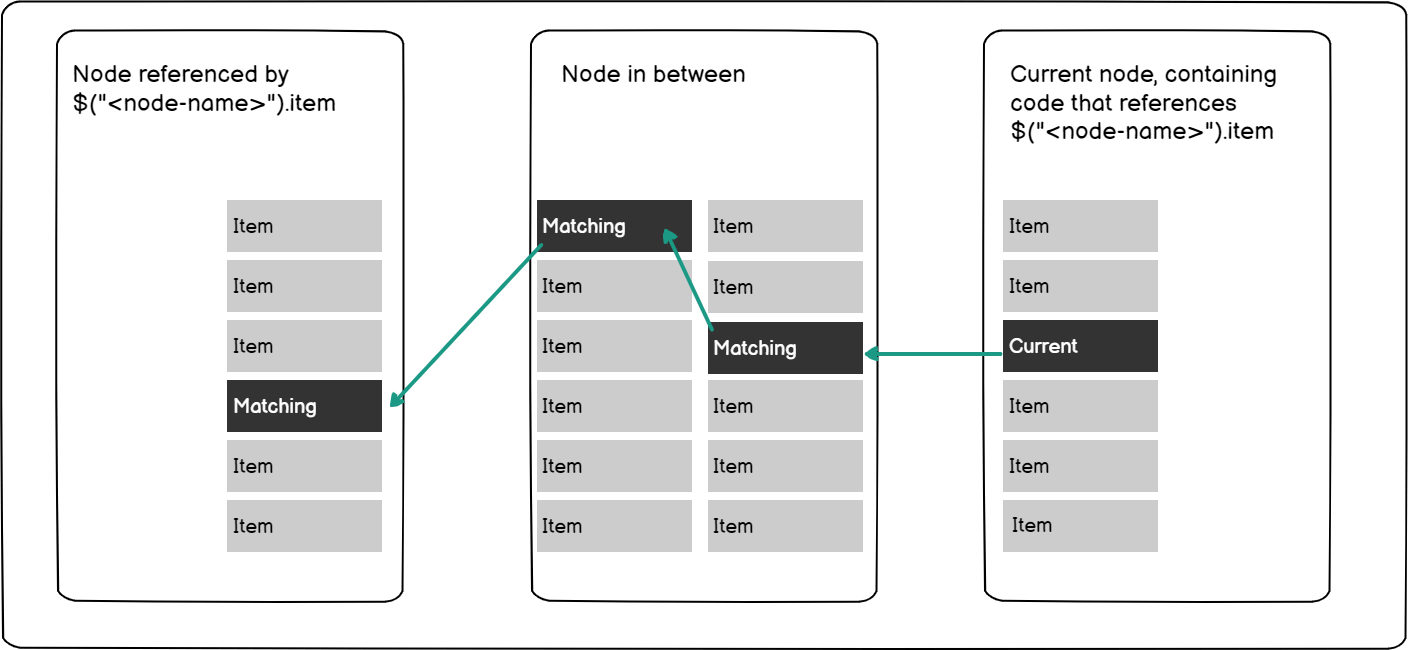 Node referenced by
$("<node-name>").item
Item
Item
Item
Matching
Item
Item
Node in between
Matching
Item
Item
Item
Item
Item
Item
Item
Matching
Item
Item
Item
Current node, containing
code that references
$("<node-name>").item
Item
Item
Current
Item
Item
Item